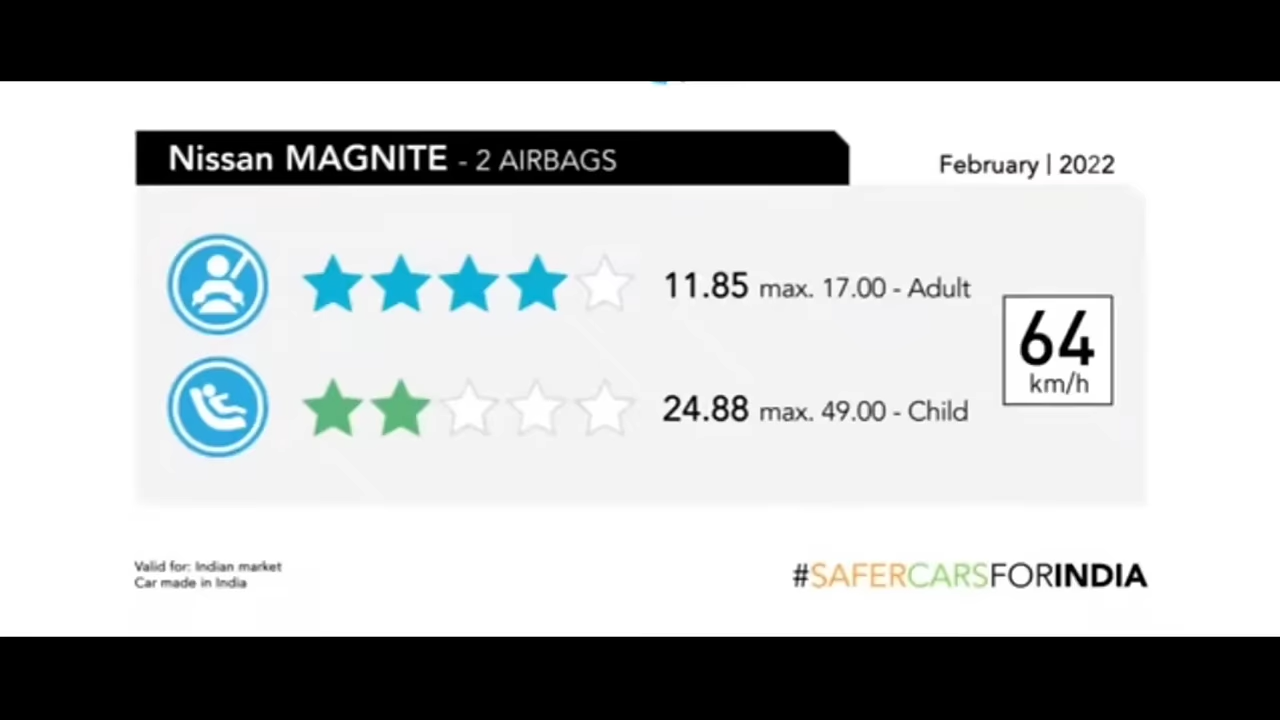 Nissan MAGNITE - 2 AIRBAGS
February | 2022
11.85 max. 17.00 - Adult
24.88 max. 49.00 - Child
64
km/h
Valid for: Indian market
Car made in India
#SAFERCARSFORINDIA